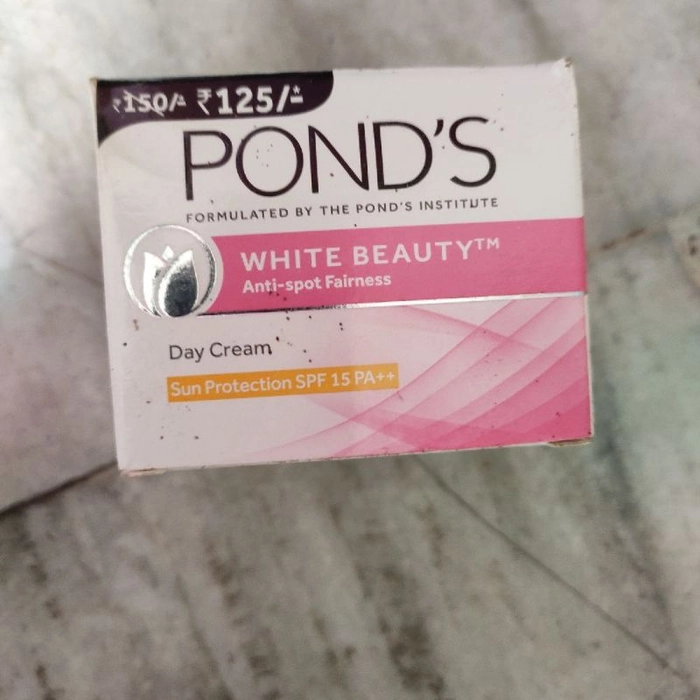 ₹150/- ₹125/-*
POND'S
FORMULATED BY THE POND'S INSTITUTE
WHITE BEAUTY™
Anti-spot Fairness
Day Cream
Sun Protection SPF 15 PA++